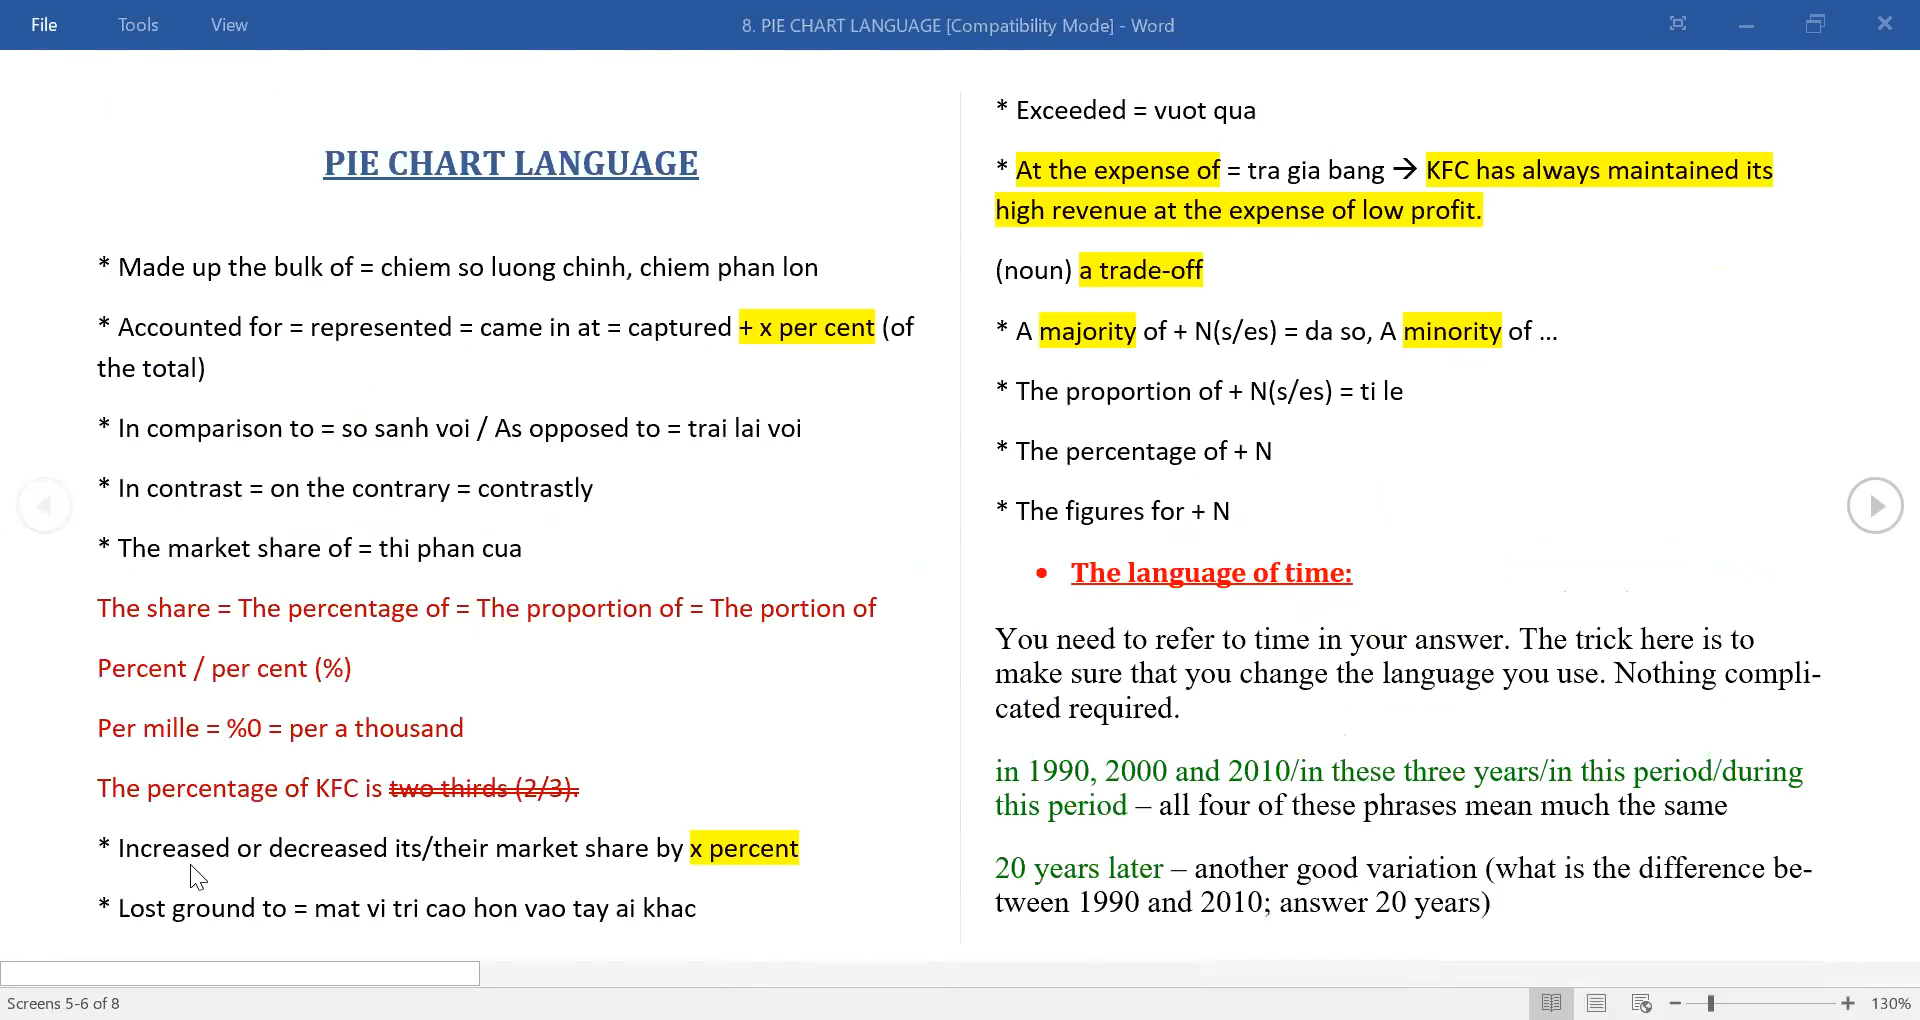 File Tools View 8. PIE CHART LANGUAGE [Compatibility Mode] - Word
PIE CHART LANGUAGE
* Made up the bulk of = chiem so luong chinh, chiem phan lon
* Accounted for = represented = came in at = captured + x per cent (of
the total)
* In comparison to = so sanh voi / As opposed to = trai lai voi
* In contrast = on the contrary = contrastly
* The market share of = thi phan cua
The share = The percentage of = The proportion of = The portion of
Percent / per cent (%)
Per mille = %0 = per a thousand
The percentage of KFC is two thirds (2/3).
* Increased or decreased its/their market share by x percent
* Lost ground to = mat vi tri cao hon vao tay ai khac
* Exceeded = vuot qua
* At the expense of = tra gia bang → KFC has always maintained its
high revenue at the expense of low profit.
(noun) a trade-off
* A majority of + N(s/es) = da so, A minority of ...
* The proportion of + N(s/es) = ti le
* The percentage of + N
* The figures for + N
• The language of time:
You need to refer to time in your answer. The trick here is to
make sure that you change the language you use. Nothing compli-
cated required.
in 1990, 2000 and 2010/in these three years/in this period/during
this period – all four of these phrases mean much the same
20 years later – another good variation (what is the difference be-
tween 1990 and 2010; answer 20 years)
Screens 5-6 of 8
130%